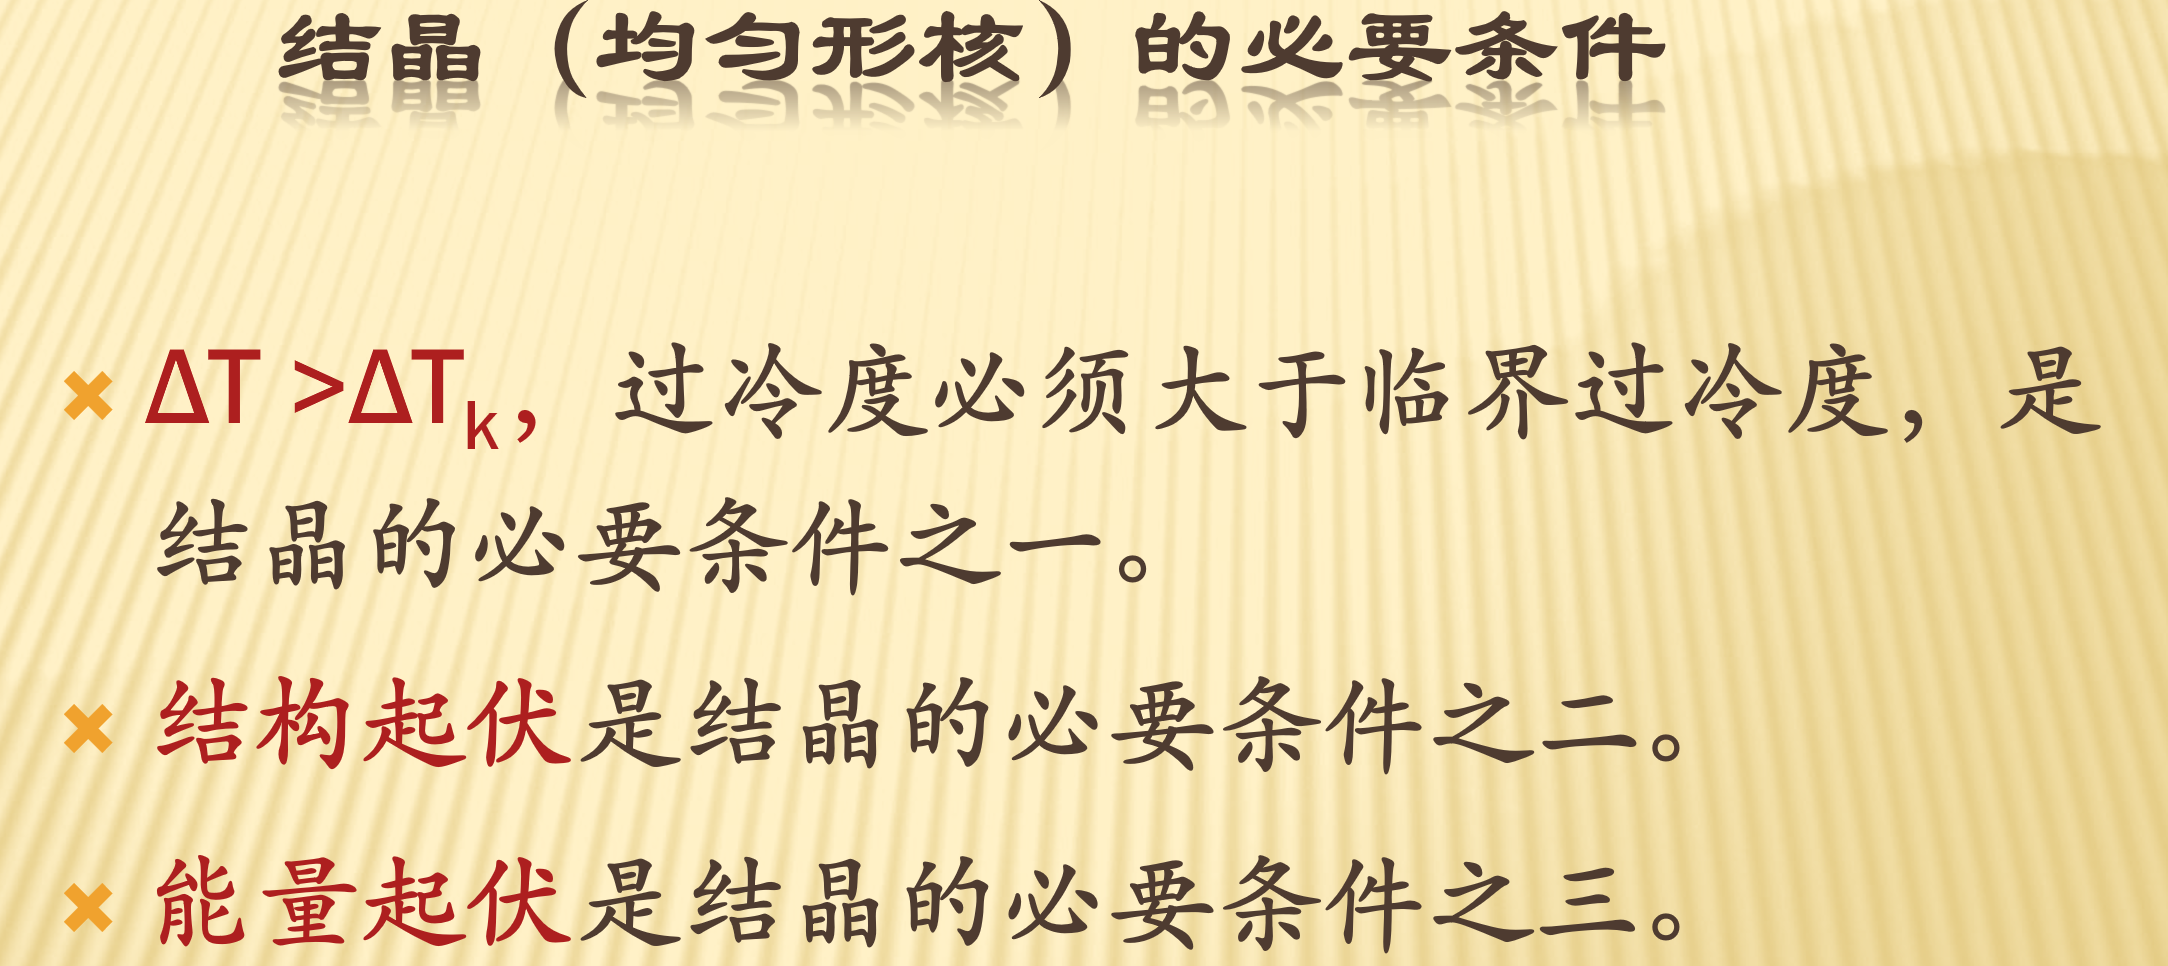 结晶（均匀形核）的必要条件
ΔT >ΔTk，过冷度必须大于临界过冷度，是
结晶的必要条件之一。
结构起伏是结晶的必要条件之二。
能量起伏是结晶的必要条件之三。